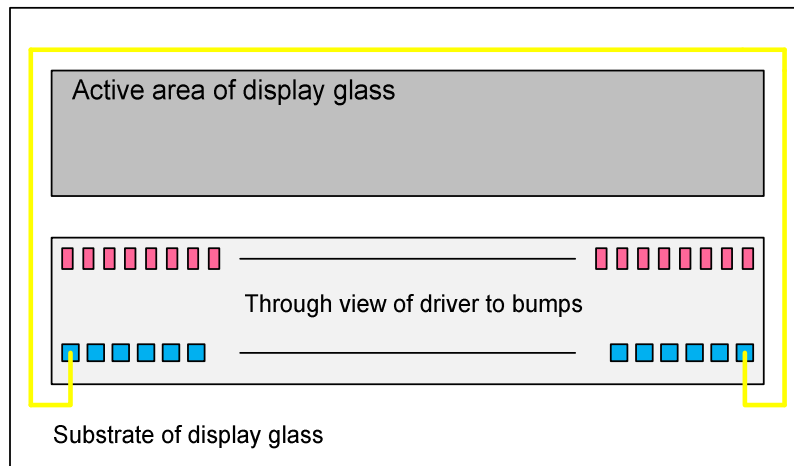 Active area of display glass
Through view of driver to bumps
Substrate of display glass